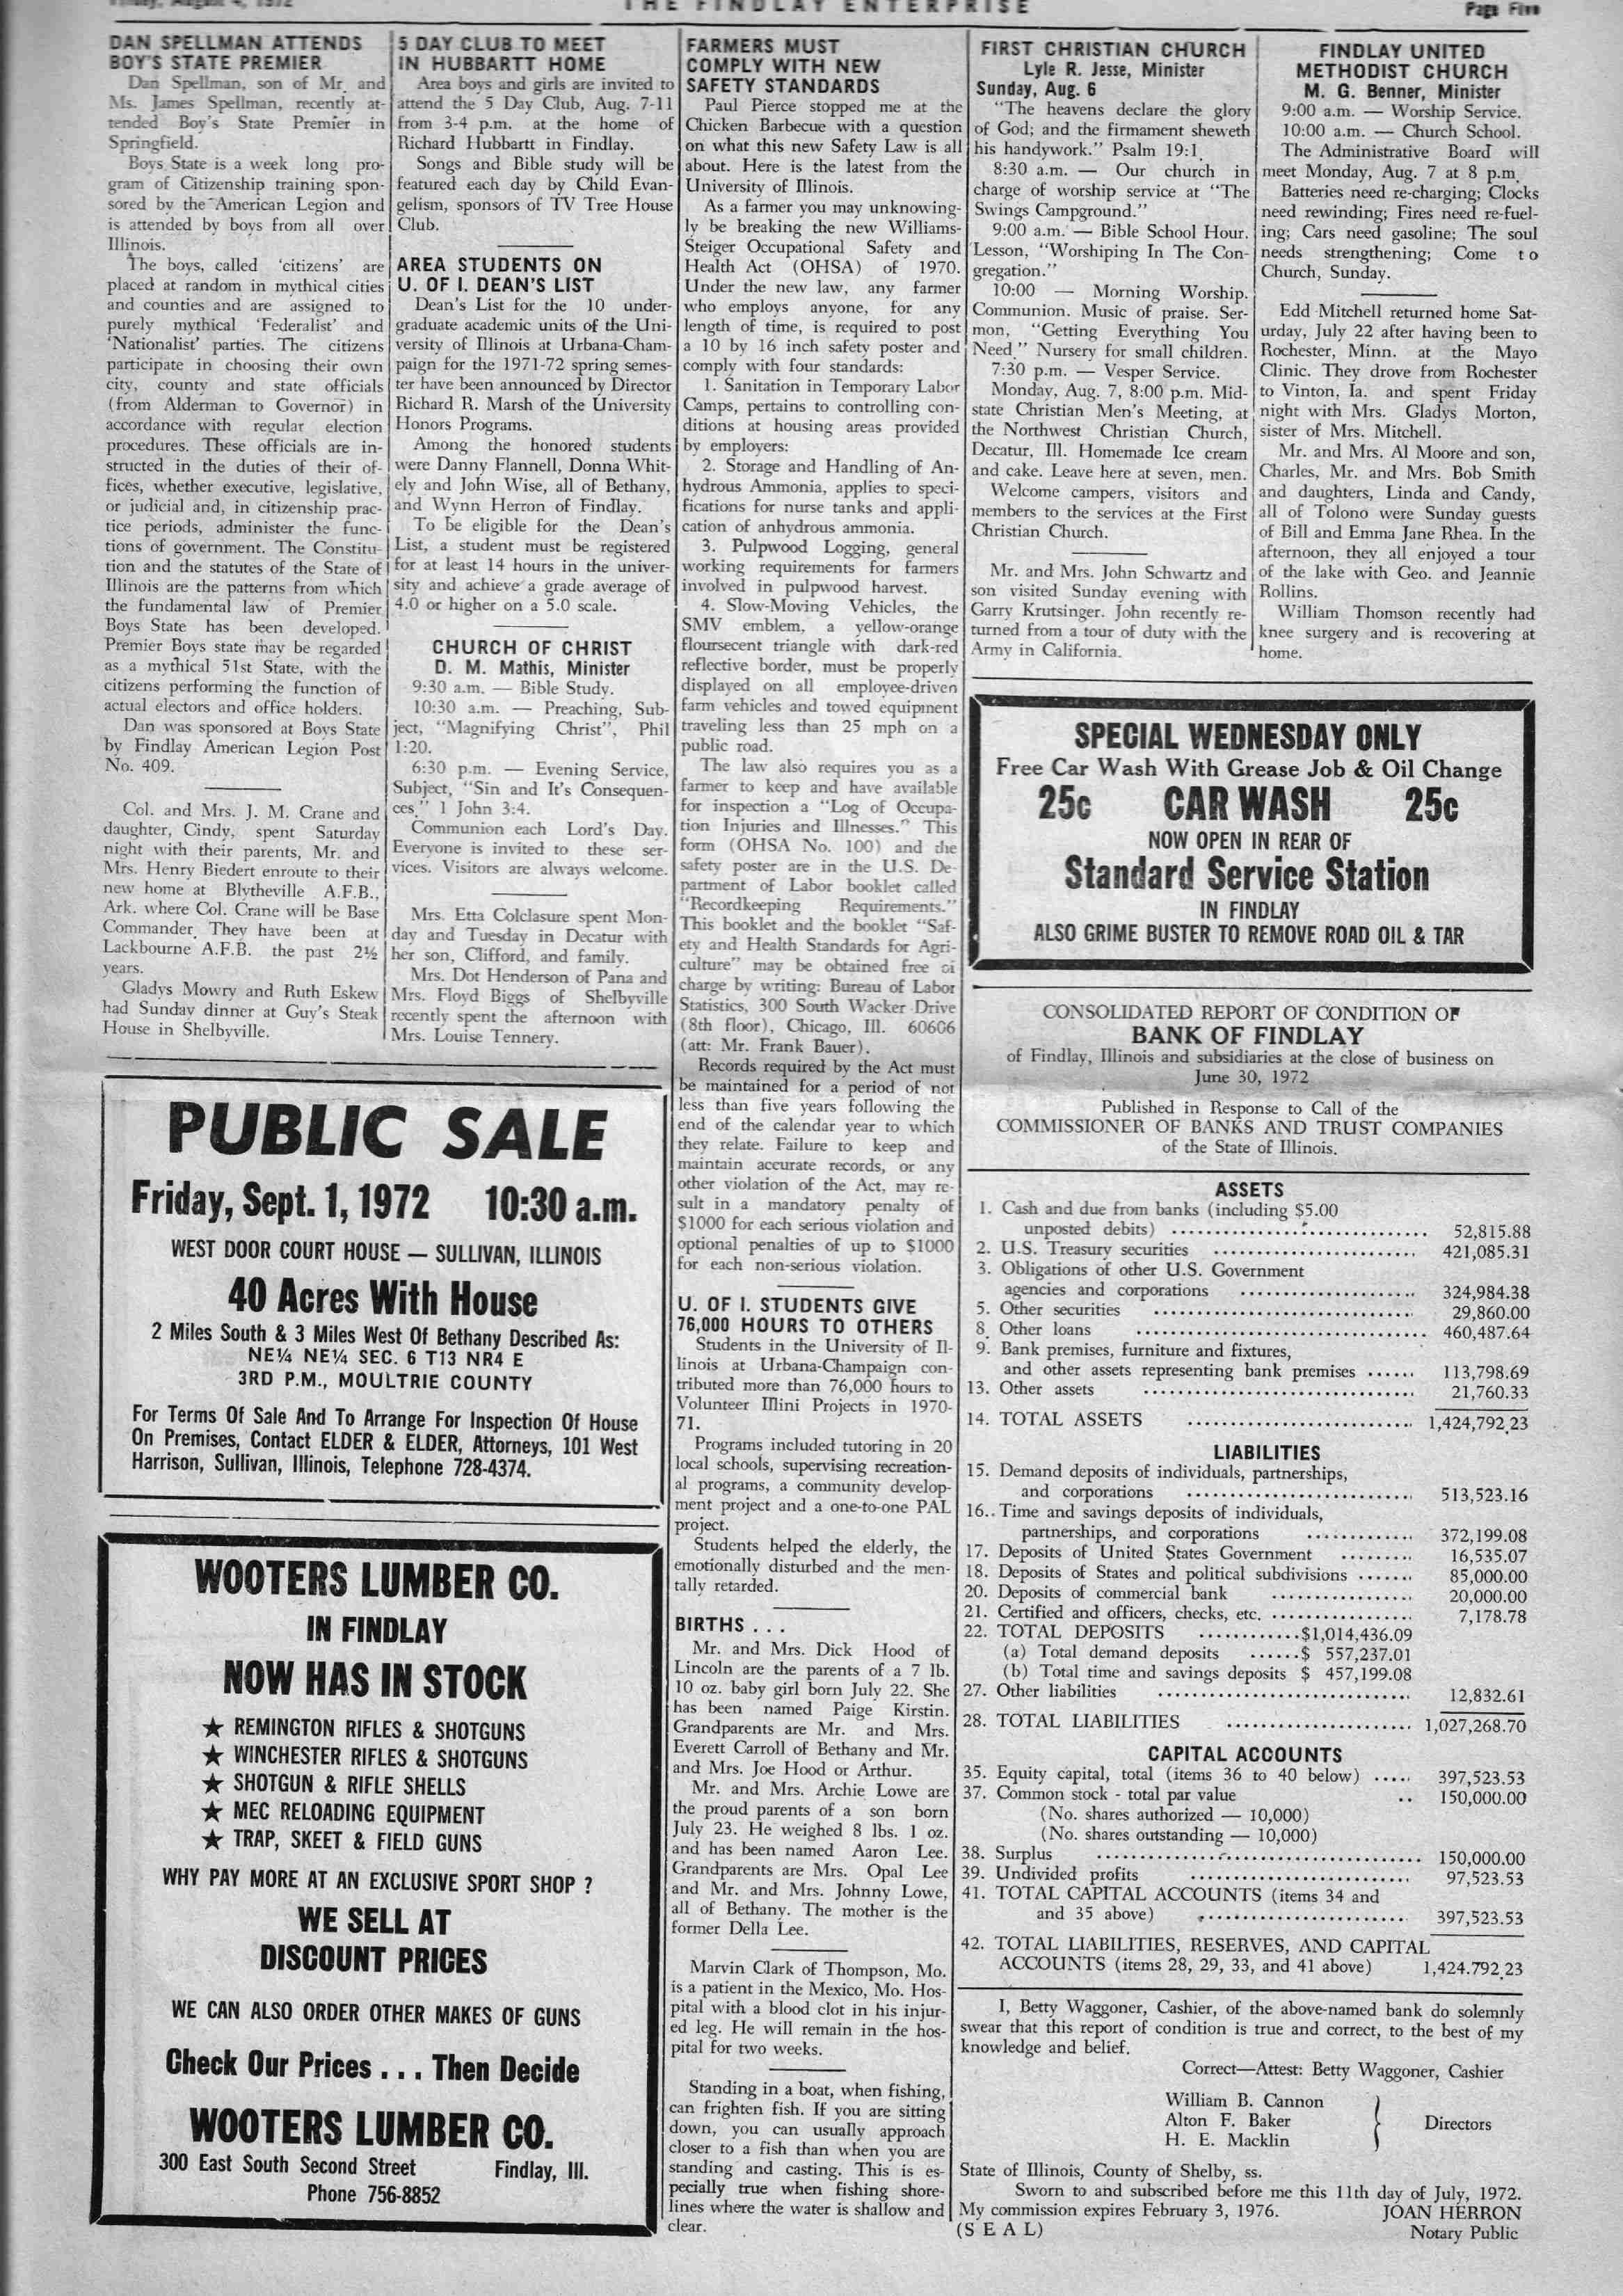 Friday, August 4, 1972
THE FINDLAY ENTERPRISE
Page Five
DAN SPELLMAN ATTENDS
BOY'S STATE PREMIER
Dan Spellman, son of Mr. and
Ms. James Spellman, recently at-
tended Boy's State Premier in
Springfield.
Boys State is a week long pro-
gram of Citizenship training spon-
sored by the American Legion and
is attended by boys from all over
Illinois.
The boys, called 'citizens' are
placed at random in mythical cities
and counties and are assigned to
purely mythical 'Federalist' and
'Nationalist' parties. The citizens
participate in choosing their own
city, county and state officials
(from Alderman to Governor) in
accordance with regular election
procedures. These officials are in-
structed in the duties of their of-
fices, whether executive, legislative,
or judicial and, in citizenship prac-
tice periods, administer the func-
tions of government. The Constitu-
tion and the statutes of the State of
Illinois are the patterns from which
the fundamental law of Premier
Boys State has been developed.
Premier Boys state may be regarded
as a mythical 51st State, with the
citizens performing the function of
actual electors and office holders.
Dan was sponsored at Boys State
by Findlay American Legion Post
No. 409.
Col. and Mrs. J. M. Crane and
daughter, Cindy, spent Saturday
night with their parents, Mr. and
Mrs. Henry Biedert enroute to their
new home at Blytheville A.F.B.,
Ark. where Col. Crane will be Base
Commander. They have been at
Lackbourne A.F.B. the past 2½
years.
Gladys Mowry and Ruth Eskew
had Sunday dinner at Guy's Steak
House in Shelbyville.
5 DAY CLUB TO MEET
IN HUBBARTT HOME
Area boys and girls are invited to
attend the 5 Day Club, Aug. 7-11
from 3-4 p.m. at the home of
Richard Hubbartt in Findlay.
Songs and Bible study will be
featured each day by Child Evan-
gelism, sponsors of TV Tree House
Club.
AREA STUDENTS ON
U. OF I. DEAN'S LIST
Dean's List for the 10 under-
graduate academic units of the Uni-
versity of Illinois at Urbana-Cham-
paign for the 1971-72 spring semes-
ter have been announced by Director
Richard R. Marsh of the University
Honors Programs.
Among the honored students
were Danny Flannell, Donna Whit-
ely and John Wise, all of Bethany,
and Wynn Herron of Findlay.
To be eligible for the Dean's
List, a student must be registered
for at least 14 hours in the univer-
sity and achieve a grade average of
4.0 or higher on a 5.0 scale.
CHURCH OF CHRIST
D. M. Mathis, Minister
9:30 a.m. — Bible Study.
10:30 a.m. — Preaching, Sub-
ject, "Magnifying Christ", Phil
1:20.
6:30 p.m. — Evening Service,
Subject, "Sin and It's Consequen-
ces." 1 John 3:4.
Communion each Lord's Day.
Everyone is invited to these ser-
vices. Visitors are always welcome.
Mrs. Etta Colclasure spent Mon-
day and Tuesday in Decatur with
her son, Clifford, and family.
Mrs. Dot Henderson of Pana and
Mrs. Floyd Biggs of Shelbyville
recently spent the afternoon with
Mrs. Louise Tennery.
PUBLIC SALE
Friday, Sept. 1, 1972 10:30 a.m.
WEST DOOR COURT HOUSE — SULLIVAN, ILLINOIS
40 Acres With House
2 Miles South & 3 Miles West Of Bethany Described As:
NE¼ NE¼ SEC. 6 T13 NR4 E
3RD P.M., MOULTRIE COUNTY
For Terms Of Sale And To Arrange For Inspection Of House
On Premises, Contact ELDER & ELDER, Attorneys, 101 West
Harrison, Sullivan, Illinois, Telephone 728-4374.
WOOTERS LUMBER CO.
IN FINDLAY
NOW HAS IN STOCK
★ REMINGTON RIFLES & SHOTGUNS
★ WINCHESTER RIFLES & SHOTGUNS
★ SHOTGUN & RIFLE SHELLS
★ MEC RELOADING EQUIPMENT
★ TRAP, SKEET & FIELD GUNS
WHY PAY MORE AT AN EXCLUSIVE SPORT SHOP ?
WE SELL AT
DISCOUNT PRICES
WE CAN ALSO ORDER OTHER MAKES OF GUNS
Check Our Prices . . . Then Decide
WOOTERS LUMBER CO.
300 East South Second Street Findlay, Ill.
Phone 756-8852
FARMERS MUST
COMPLY WITH NEW
SAFETY STANDARDS
Paul Pierce stopped me at the
Chicken Barbecue with a question
on what this new Safety Law is all
about. Here is the latest from the
University of Illinois.
As a farmer you may unknowing-
ly be breaking the new Williams-
Steiger Occupational Safety and
Health Act (OHSA) of 1970.
Under the new law, any farmer
who employs anyone, for any
length of time, is required to post
a 10 by 16 inch safety poster and
comply with four standards:
1. Sanitation in Temporary Labor
Camps, pertains to controlling con-
ditions at housing areas provided
by employers:
2. Storage and Handling of An-
hydrous Ammonia, applies to speci-
fications for nurse tanks and appli-
cation of anhydrous ammonia.
3. Pulpwood Logging, general
working requirements for farmers
involved in pulpwood harvest.
4. Slow-Moving Vehicles, the
SMV emblem, a yellow-orange
floursecent triangle with dark-red
reflective border, must be properly
displayed on all employee-driven
farm vehicles and towed equipment
traveling less than 25 mph on a
public road.
The law also requires you as a
farmer to keep and have available
for inspection a "Log of Occupa-
tion Injuries and Illnesses." This
form (OHSA No. 100) and the
safety poster are in the U.S. De-
partment of Labor booklet called
"Recordkeeping Requirements."
This booklet and the booklet "Saf-
ety and Health Standards for Agri-
culture" may be obtained free of
charge by writing: Bureau of Labor
Statistics, 300 South Wacker Drive
(8th floor), Chicago, Ill. 60606
(att: Mr. Frank Bauer).
Records required by the Act must
be maintained for a period of not
less than five years following the
end of the calendar year to which
they relate. Failure to keep and
maintain accurate records, or any
other violation of the Act, may re-
sult in a mandatory penalty of
$1000 for each serious violation and
optional penalties of up to $1000
for each non-serious violation.
U. OF I. STUDENTS GIVE
76,000 HOURS TO OTHERS
Students in the University of Il-
linois at Urbana-Champaign con-
tributed more than 76,000 hours to
Volunteer Illini Projects in 1970-
71.
Programs included tutoring in 20
local schools, supervising recreation-
al programs, a community develop-
ment project and a one-to-one PAL
project.
Students helped the elderly, the
emotionally disturbed and the men-
tally retarded.
BIRTHS . . .
Mr. and Mrs. Dick Hood of
Lincoln are the parents of a 7 lb.
10 oz. baby girl born July 22. She
has been named Paige Kirstin.
Grandparents are Mr. and Mrs.
Everett Carroll of Bethany and Mr.
and Mrs. Joe Hood or Arthur.
Mr. and Mrs. Archie Lowe are
the proud parents of a son born
July 23. He weighed 8 lbs. 1 oz.
and has been named Aaron Lee.
Grandparents are Mrs. Opal Lee
and Mr. and Mrs. Johnny Lowe,
all of Bethany. The mother is the
former Della Lee.
Marvin Clark of Thompson, Mo.
is a patient in the Mexico, Mo. Hos-
pital with a blood clot in his injur-
ed leg. He will remain in the hos-
pital for two weeks.
Standing in a boat, when fishing,
can frighten fish. If you are sitting
down, you can usually approach
closer to a fish than when you are
standing and casting. This is es-
pecially true when fishing shore-
lines where the water is shallow and
clear.
FIRST CHRISTIAN CHURCH
Lyle R. Jesse, Minister
Sunday, Aug. 6
"The heavens declare the glory
of God; and the firmament sheweth
his handywork." Psalm 19:1.
8:30 a.m. — Our church in
charge of worship service at "The
Swings Campground."
9:00 a.m. — Bible School Hour.
Lesson, "Worshiping In The Con-
gregation."
10:00 — Morning Worship.
Communion. Music of praise. Ser-
mon, "Getting Everything You
Need." Nursery for small children.
7:30 p.m. — Vesper Service.
Monday, Aug. 7, 8:00 p.m. Mid-
state Christian Men's Meeting, at
the Northwest Christian Church,
Decatur, Ill. Homemade Ice cream
and cake. Leave here at seven, men.
Welcome campers, visitors and
members to the services at the First
Christian Church.
Mr. and Mrs. John Schwartz and
son visited Sunday evening with
Garry Krutsinger. John recently re-
turned from a tour of duty with the
Army in California.
FINDLAY UNITED
METHODIST CHURCH
M. G. Benner, Minister
9:00 a.m. — Worship Service.
10:00 a.m. — Church School.
The Administrative Board will
meet Monday, Aug. 7 at 8 p.m.
Batteries need re-charging; Clocks
need rewinding; Fires need re-fuel-
ing; Cars need gasoline; The soul
needs strengthening; Come to
Church, Sunday.
Edd Mitchell returned home Sat-
urday, July 22 after having been to
Rochester, Minn. at the Mayo
Clinic. They drove from Rochester
to Vinton, Ia. and spent Friday
night with Mrs. Gladys Morton,
sister of Mrs. Mitchell.
Mr. and Mrs. Al Moore and son,
Charles, Mr. and Mrs. Bob Smith
and daughters, Linda and Candy,
all of Tolono were Sunday guests
of Bill and Emma Jane Rhea. In the
afternoon, they all enjoyed a tour
of the lake with Geo. and Jeannie
Rollins.
William Thomson recently had
knee surgery and is recovering at
home.
SPECIAL WEDNESDAY ONLY
Free Car Wash With Grease Job & Oil Change
25c CAR WASH 25c
NOW OPEN IN REAR OF
Standard Service Station
IN FINDLAY
ALSO GRIME BUSTER TO REMOVE ROAD OIL & TAR
CONSOLIDATED REPORT OF CONDITION OF
BANK OF FINDLAY
of Findlay, Illinois and subsidiaries at the close of business on
June 30, 1972
Published in Response to Call of the
COMMISSIONER OF BANKS AND TRUST COMPANIES
of the State of Illinois.
ASSETS
1. Cash and due from banks (including $5.00
unposted debits) .......... 52,815.88
2. U.S. Treasury securities .......... 421,085.31
3. Obligations of other U.S. Government
agencies and corporations .......... 324,984.38
5. Other securities .......... 29,860.00
8. Other loans .......... 460,487.64
9. Bank premises, furniture and fixtures,
and other assets representing bank premises ...... 113,798.69
13. Other assets .......... 21,760.33
14. TOTAL ASSETS .......... 1,424,792.23
LIABILITIES
15. Demand deposits of individuals, partnerships,
and corporations .......... 513,523.16
16.. Time and savings deposits of individuals,
partnerships, and corporations .......... 372,199.08
17. Deposits of United States Government ......... 16,535.07
18. Deposits of States and political subdivisions ....... 85,000.00
20. Deposits of commercial bank .......... 20,000.00
21. Certified and officers, checks, etc. .......... 7,178.78
22. TOTAL DEPOSITS ............$1,014,436.09
(a) Total demand deposits ......$ 557,237.01
(b) Total time and savings deposits $ 457,199.08
27. Other liabilities .......... 12,832.61
28. TOTAL LIABILITIES .......... 1,027,268.70
CAPITAL ACCOUNTS
35. Equity capital, total (items 36 to 40 below) ..... 397,523.53
37. Common stock - total par value .. 150,000.00
(No. shares authorized — 10,000)
(No. shares outstanding — 10,000)
38. Surplus .......... 150,000.00
39. Undivided profits .......... 97,523.53
41. TOTAL CAPITAL ACCOUNTS (items 34 and
and 35 above) .......... 397,523.53
42. TOTAL LIABILITIES, RESERVES, AND CAPITAL
ACCOUNTS (items 28, 29, 33, and 41 above) 1,424.792.23
I, Betty Waggoner, Cashier, of the above-named bank do solemnly
swear that this report of condition is true and correct, to the best of my
knowledge and belief.
Correct—Attest: Betty Waggoner, Cashier
William B. Cannon
Alton F. Baker Directors
H. E. Macklin
State of Illinois, County of Shelby, ss.
Sworn to and subscribed before me this 11th day of July, 1972.
My commission expires February 3, 1976. JOAN HERRON
(S E A L) Notary Public